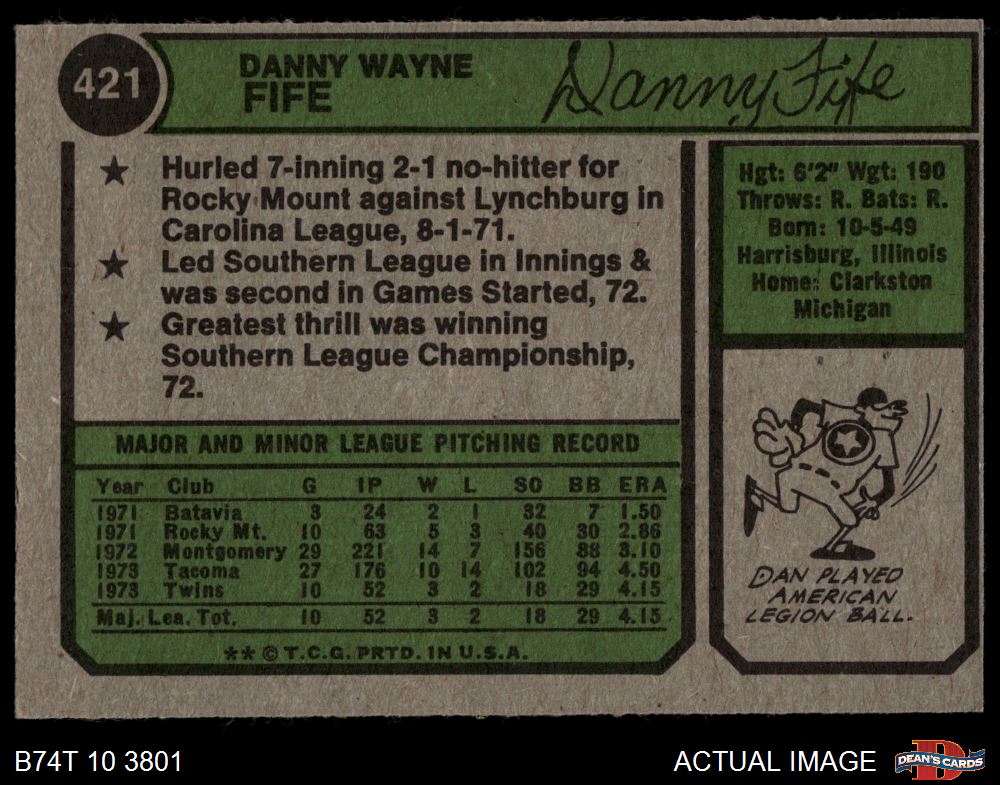 421
DANNY WAYNE
FIFE
Danny Fife
★ Hurled 7-inning 2-1 no-hitter for
Rocky Mount against Lynchburg in
Carolina League, 8-1-71.
★ Led Southern League in Innings &
was second in Games Started, 72.
★ Greatest thrill was winning
Southern League Championship,
72.
Hgt: 6'2" Wgt: 190
Throws: R. Bats: R.
Born: 10-5-49
Harrisburg, Illinois
Home: Clarkston
Michigan
MAJOR AND MINOR LEAGUE PITCHING RECORD
Year Club G IP W L SO BB ERA
1971 Batavia 3 24 2 1 32 7 1.50
1971 Rocky Mt. 10 63 5 3 40 30 2.86
1972 Montgomery 29 221 14 7 156 88 3.10
1973 Tacoma 27 176 10 14 102 94 4.50
1973 Twins 10 52 3 2 18 29 4.15
Maj. Lea. Tot. 10 52 3 2 18 29 4.15
** © T.C.G. PRTD. IN U.S.A.
DAN PLAYED
AMERICAN
LEGION BALL.
B74T 10 3801
ACTUAL IMAGE
D
DEAN'S CARDS